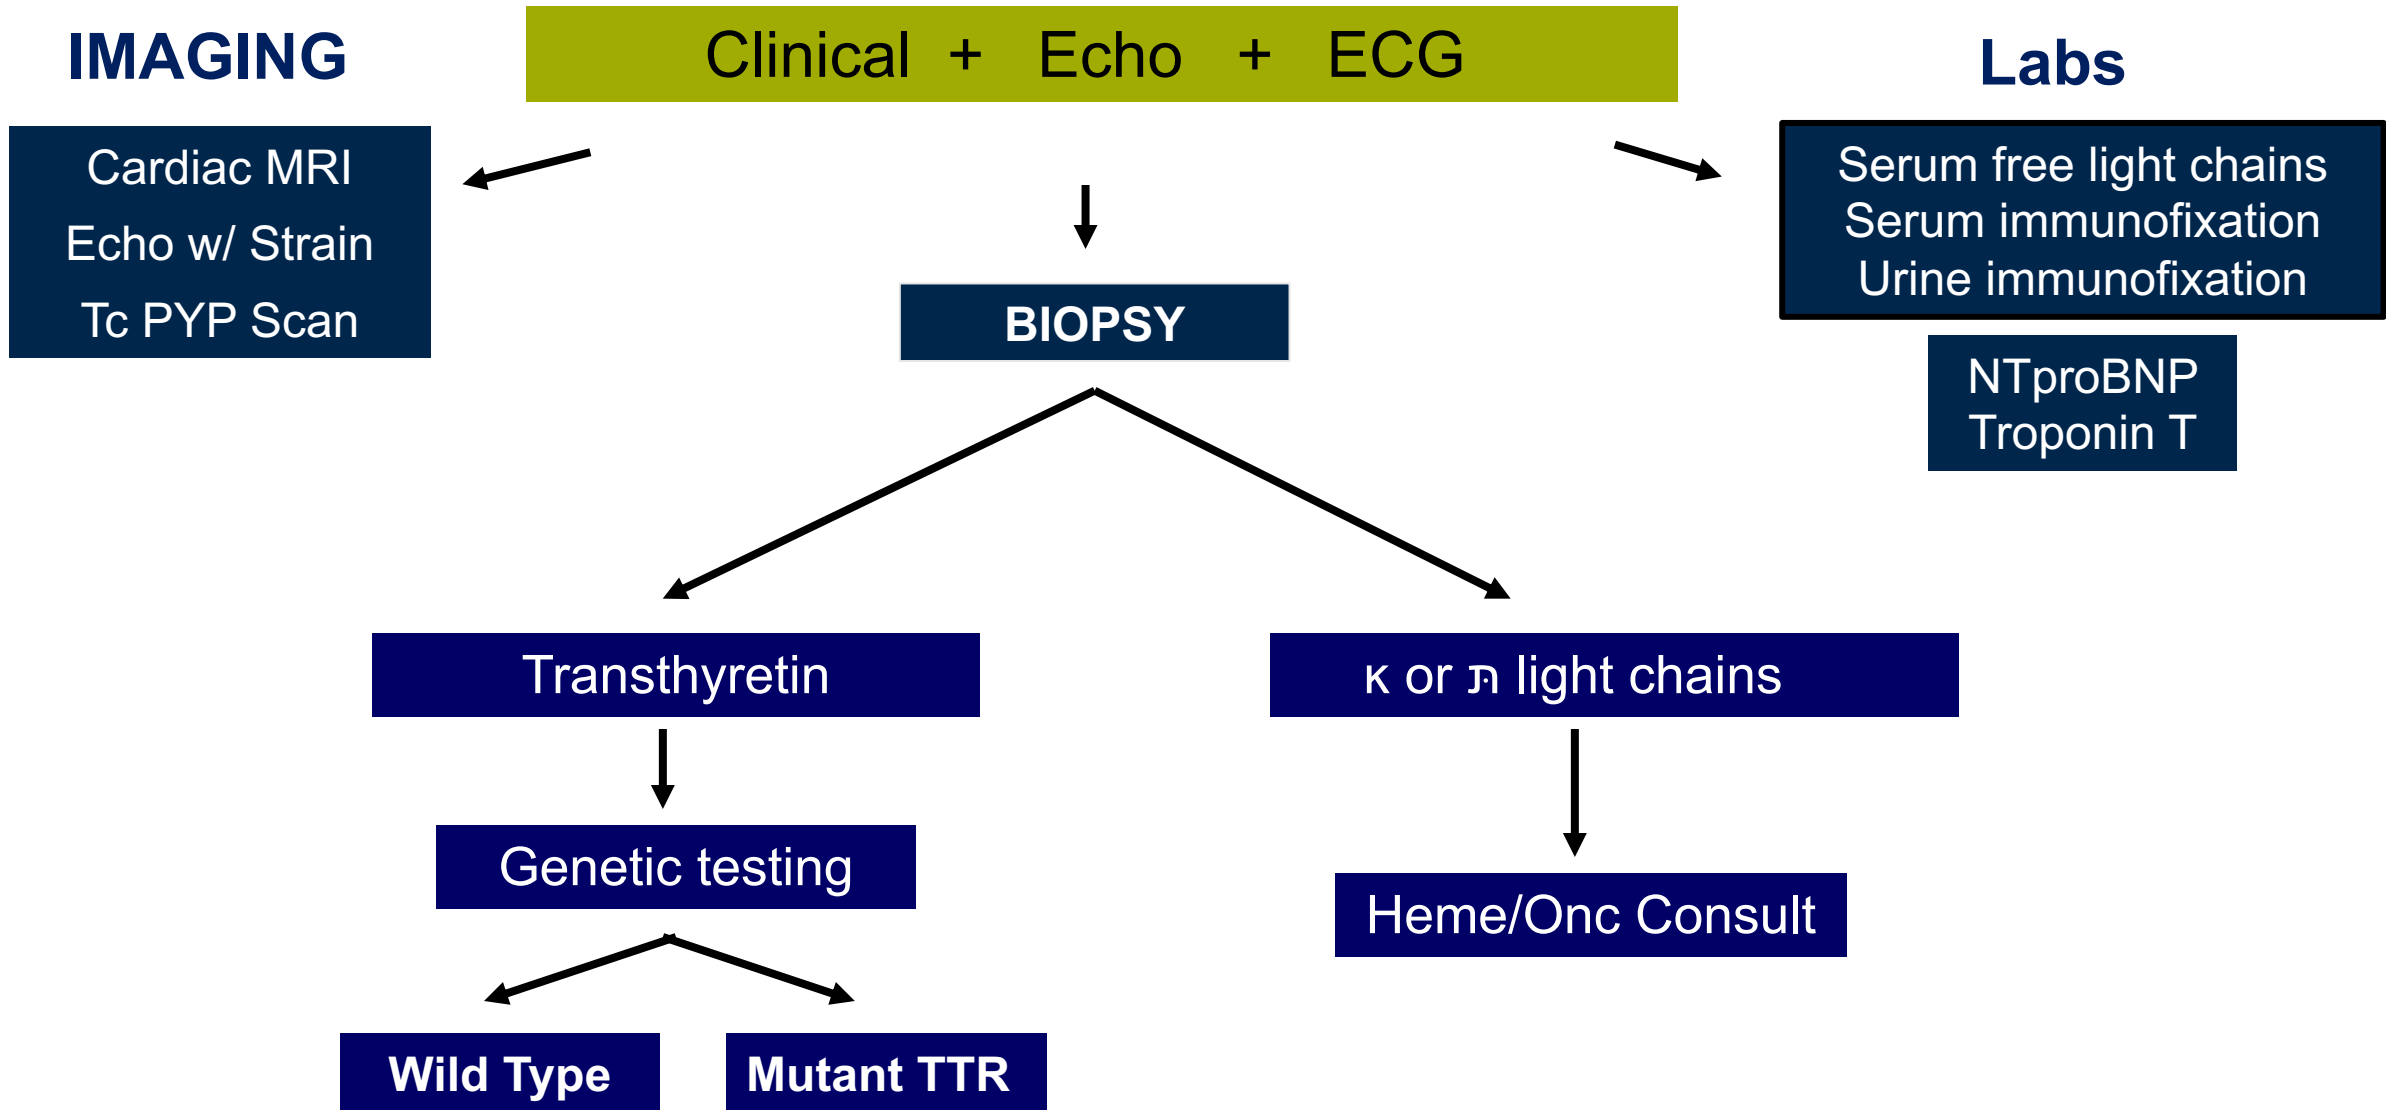 IMAGING
Clinical + Echo + ECG
Labs
Cardiac MRI
Echo w/ Strain
Tc PYP Scan
Serum free light chains
Serum immunofixation
Urine immunofixation
NTproBNP
Troponin T
BIOPSY
Transthyretin
κ or תּ light chains
Genetic testing
Heme/Onc Consult
Wild Type
Mutant TTR